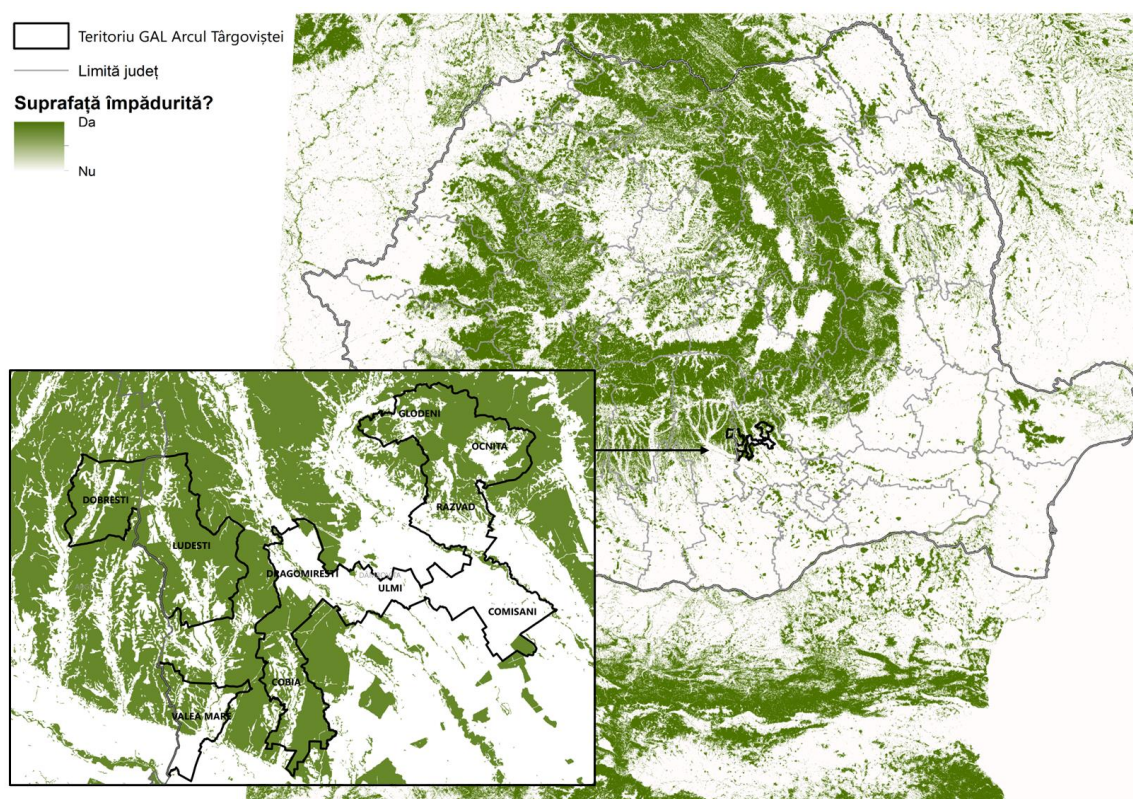 Teritoriu GAL Arcul Târgoviștei
Limită județ
Suprafață împădurită?
Da
Nu
GLODENI
OCNITA
DOBRESTI
RAZVAD
LUDESTI
DRAGOMIRESTI
ULMI
COMISANI
COBIA
VALEA MARE